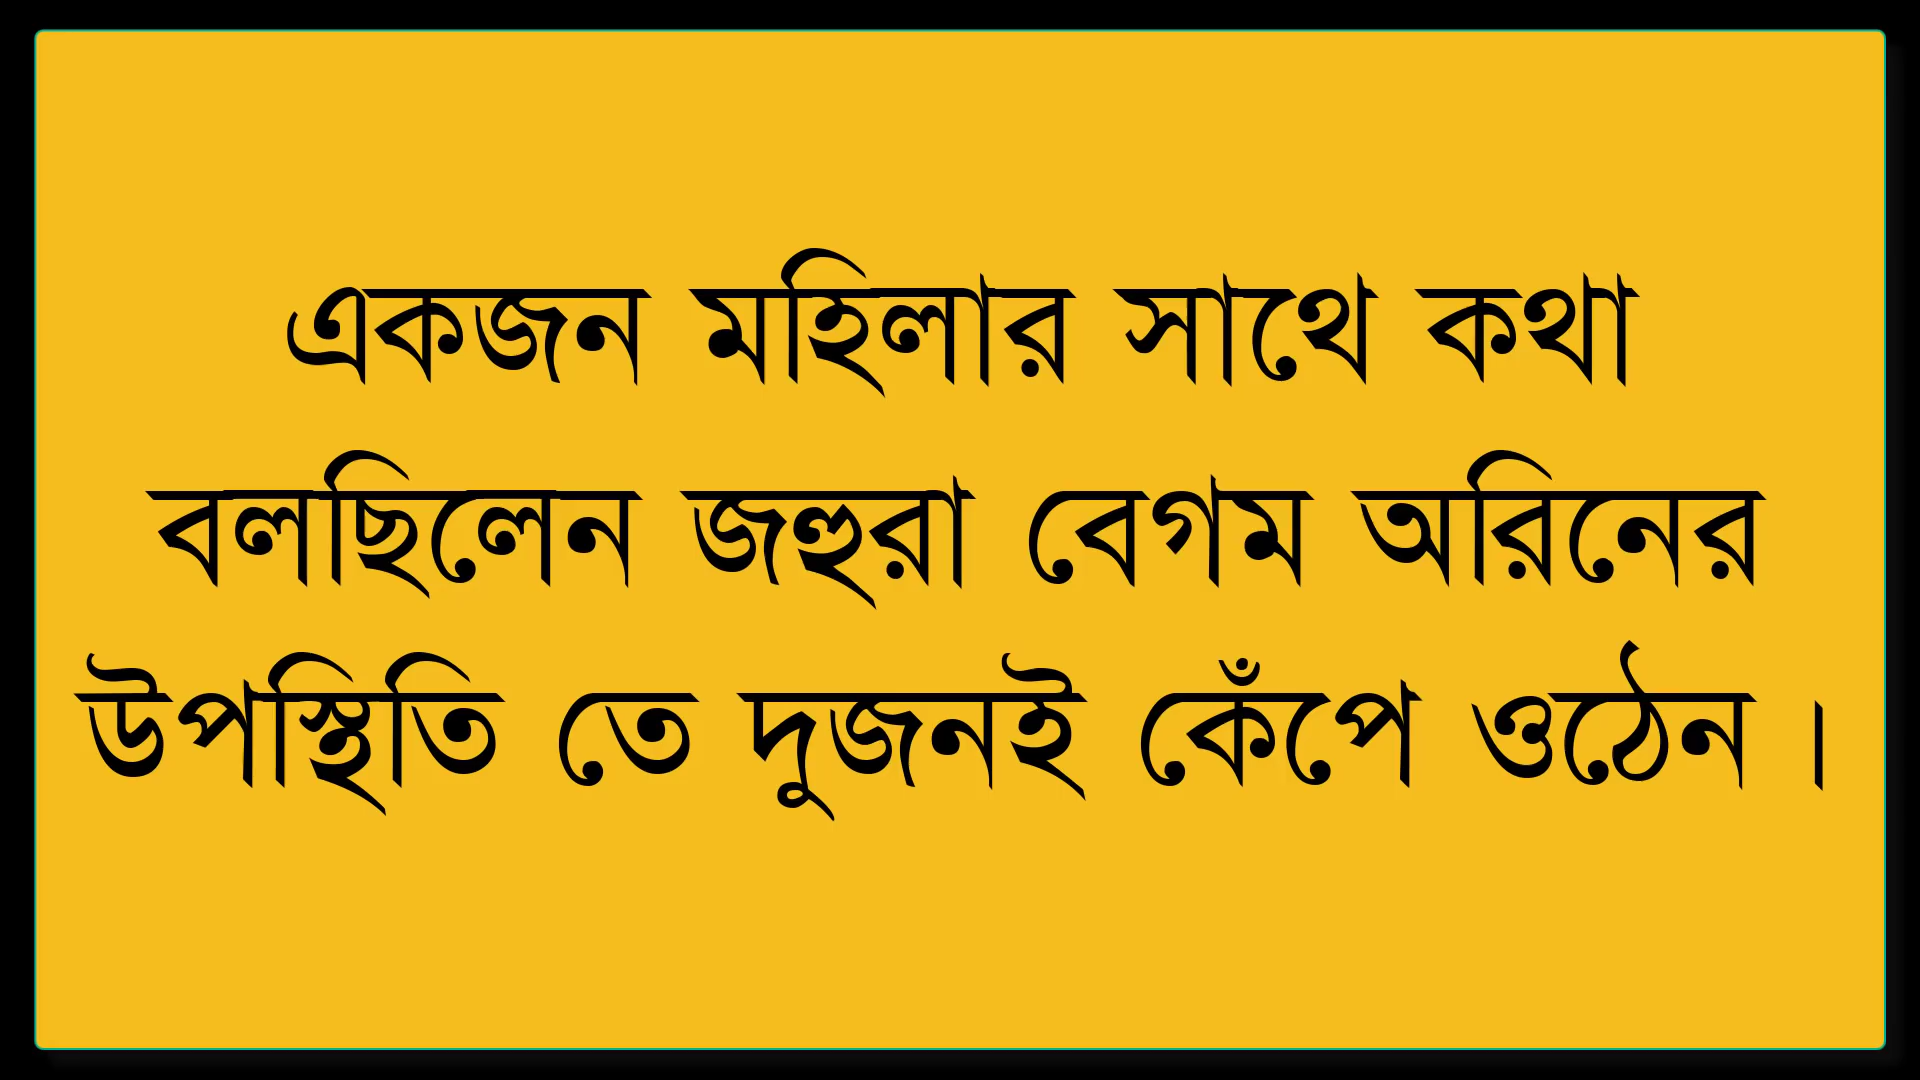 একজন মহিলার সাথে কথা
বলছিলেন জহুরা বেগম অরিনের
উপস্থিতি তে দুজনই কেঁপে ওঠেন ।